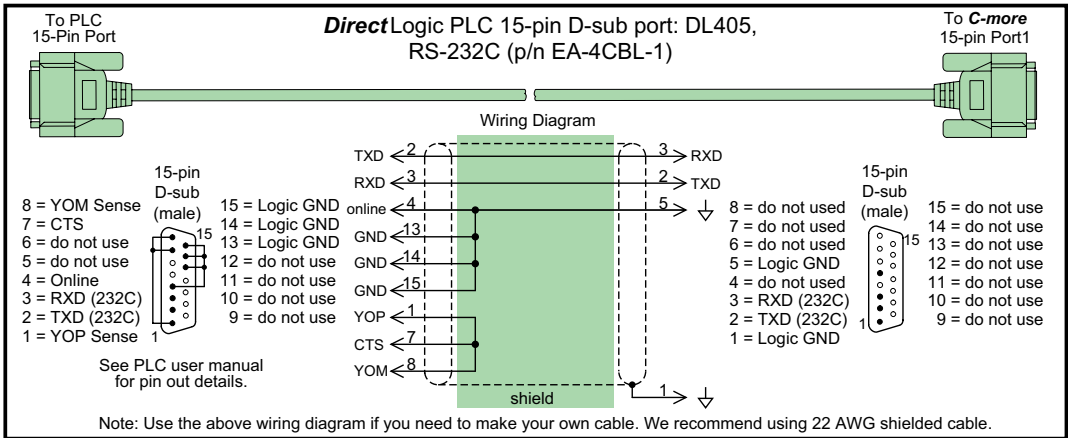 To PLC
15-Pin Port
DirectLogic PLC 15-pin D-sub port: DL405,
RS-232C (p/n EA-4CBL-1)
To C-more
15-pin Port1
Wiring Diagram
15-pin
D-sub
(male)
8 = YOM Sense
7 = CTS
6 = do not use
5 = do not use
4 = Online
3 = RXD (232C)
2 = TXD (232C)
1 = YOP Sense
15
1
15 = Logic GND
14 = Logic GND
13 = Logic GND
12 = do not use
11 = do not use
10 = do not use
9 = do not use
See PLC user manual
for pin out details.
TXD 2 3 RXD
RXD 3 2 TXD
online 4 5
GND 13
GND 14
GND 15
YOP 1
CTS 7
YOM 8
shield
1
15-pin
D-sub
(male)
8 = do not used
7 = do not used
6 = do not used
5 = Logic GND
4 = do not used
3 = RXD (232C)
2 = TXD (232C)
1 = Logic GND
15
1
15 = do not use
14 = do not use
13 = do not use
12 = do not use
11 = do not use
10 = do not use
9 = do not use
Note: Use the above wiring diagram if you need to make your own cable. We recommend using 22 AWG shielded cable.